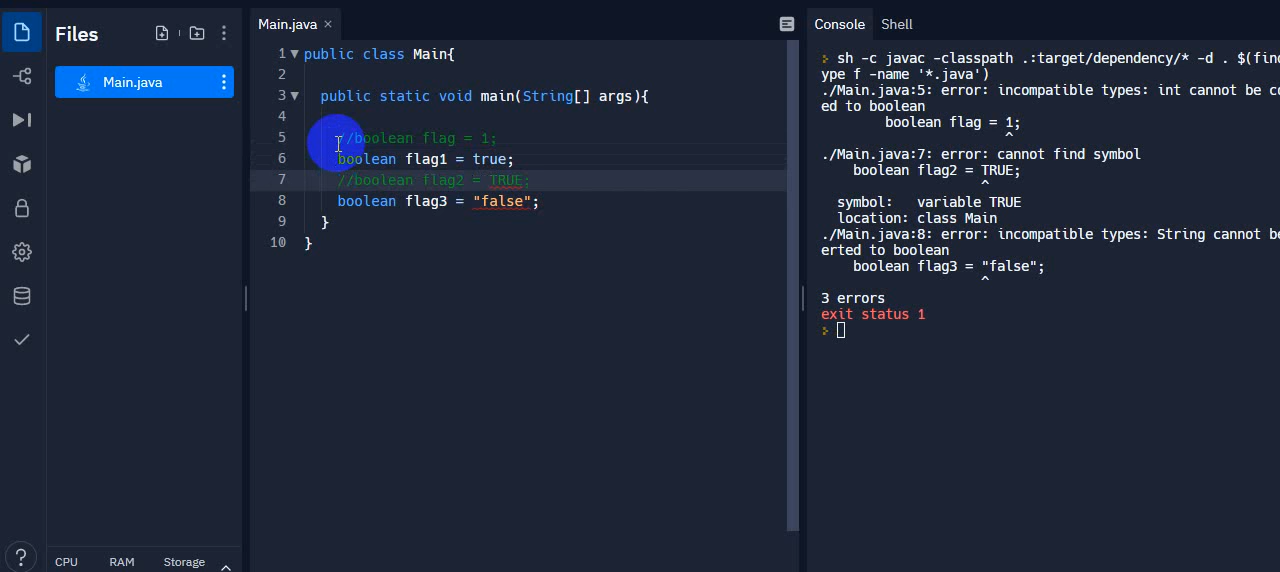 Files
Main.java
CPU RAM Storage
?
Main.java ×
1 public class Main{
2
3 public static void main(String[] args){
4
5 //boolean flag = 1;
6 boolean flag1 = true;
7 //boolean flag2 = TRUE;
8 boolean flag3 = "false";
9 }
10 }
Console Shell
sh -c javac -classpath .:target/dependency/* -d . $(find
ype f -name '*.java')
./Main.java:5: error: incompatible types: int cannot be co
ed to boolean
boolean flag = 1;
^
./Main.java:7: error: cannot find symbol
boolean flag2 = TRUE;
^
symbol: variable TRUE
location: class Main
./Main.java:8: error: incompatible types: String cannot be
erted to boolean
boolean flag3 = "false";
^
3 errors
exit status 1